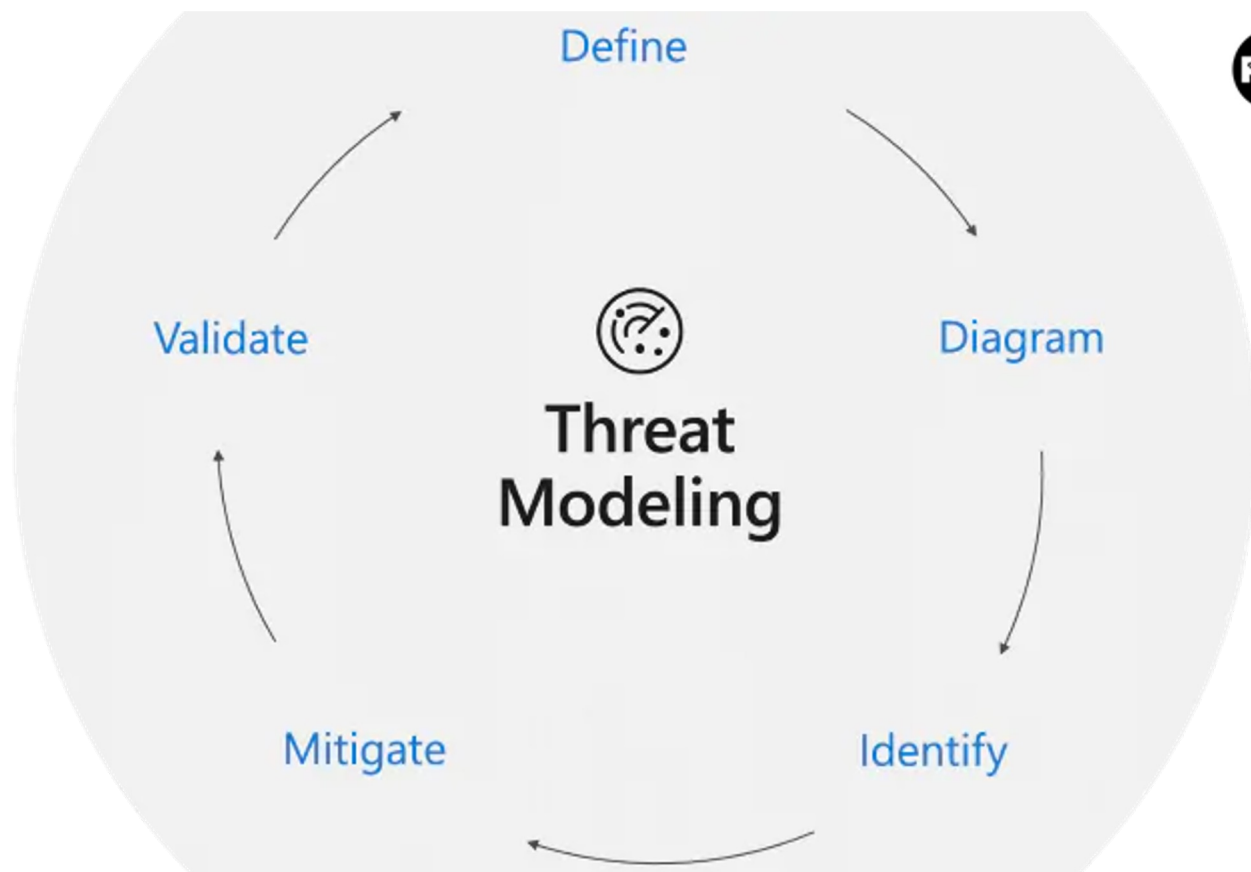 Define
Validate
Diagram
Threat
Modeling
Mitigate
Identify